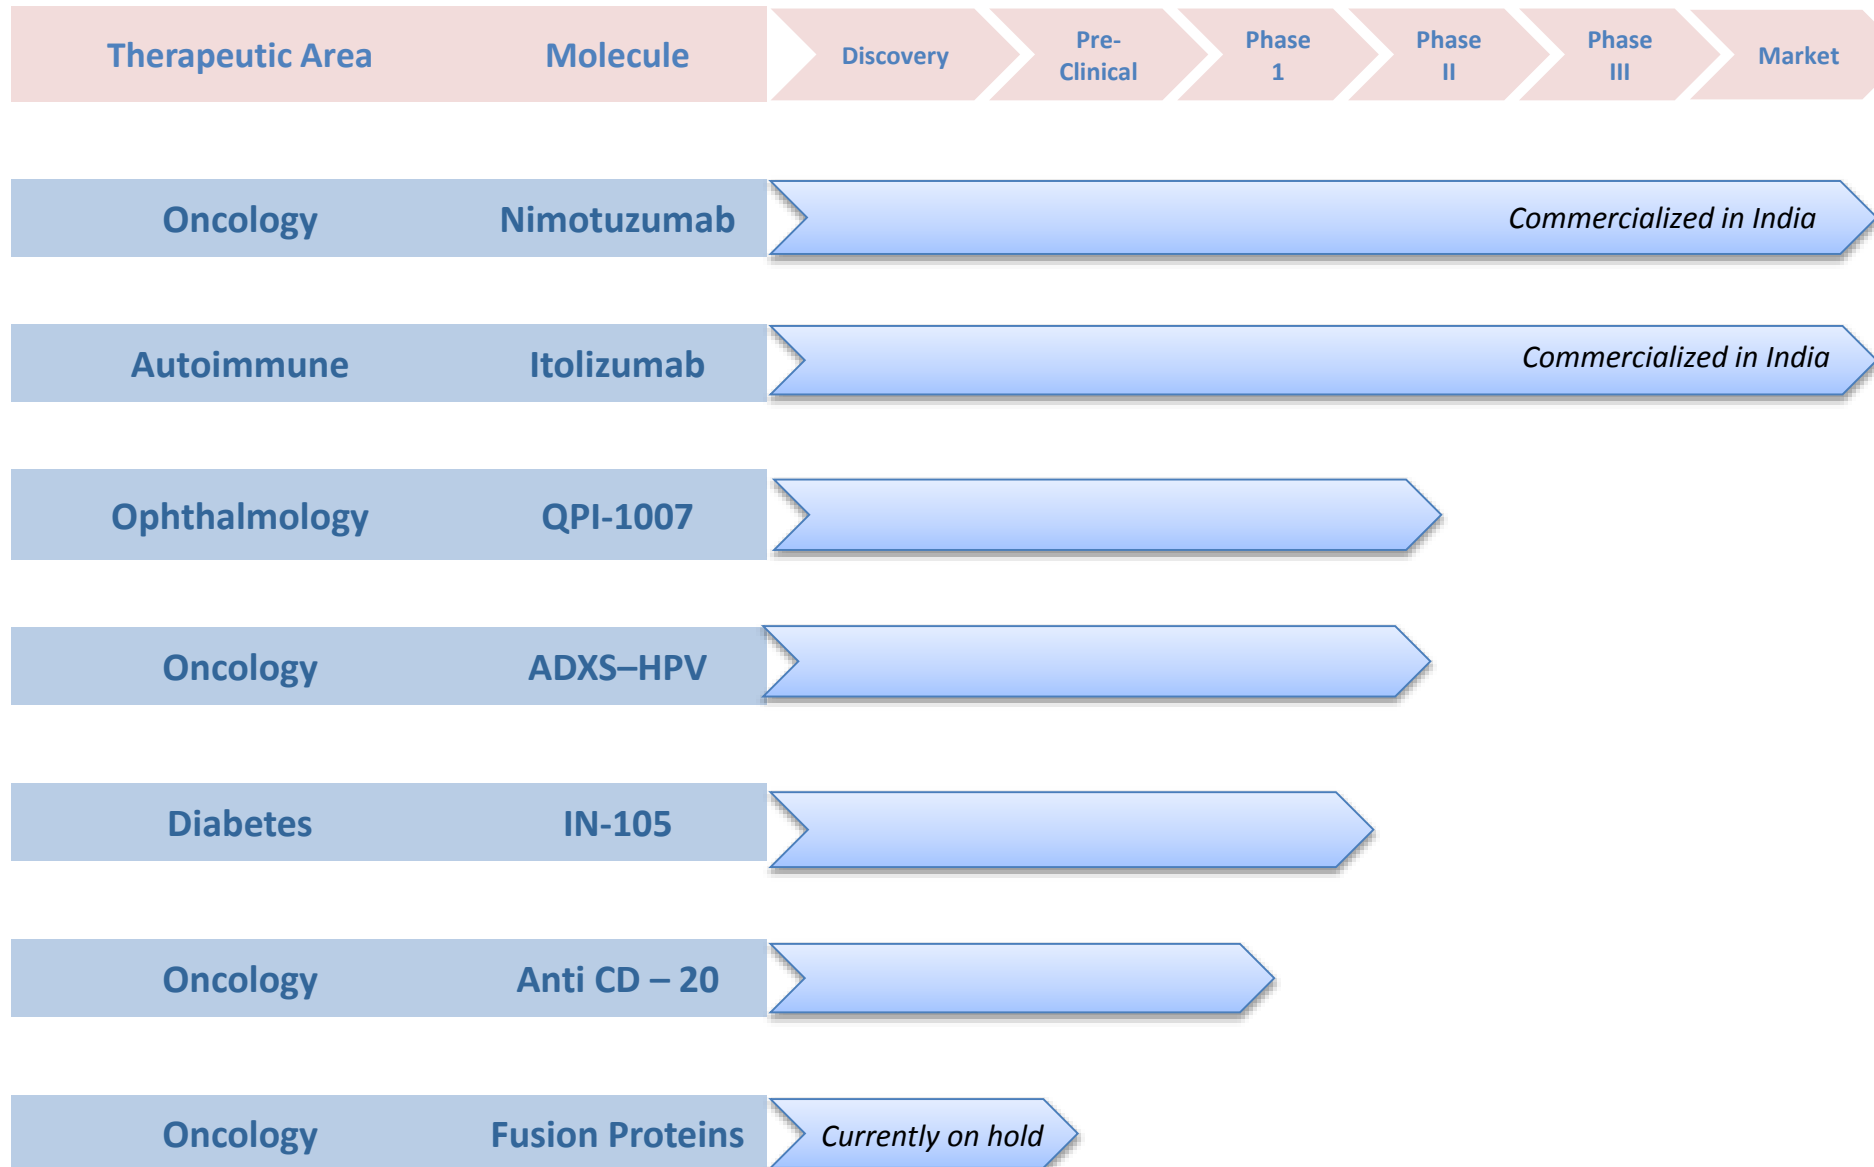 Therapeutic Area Molecule Discovery Pre-Clinical Phase 1 Phase II Phase III Market
Oncology Nimotuzumab Commercialized in India
Autoimmune Itolizumab Commercialized in India
Ophthalmology QPI-1007
Oncology ADXS–HPV
Diabetes IN-105
Oncology Anti CD – 20
Oncology Fusion Proteins Currently on hold